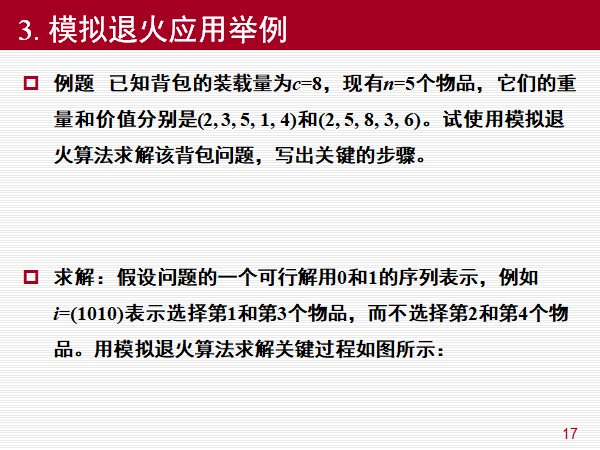 3. 模拟退火应用举例
例题 已知背包的装载量为c=8，现有n=5个物品，它们的重
量和价值分别是(2, 3, 5, 1, 4)和(2, 5, 8, 3, 6)。试使用模拟退
火算法求解该背包问题，写出关键的步骤。
求解：假设问题的一个可行解用0和1的序列表示，例如
i=(1010)表示选择第1和第3个物品，而不选择第2和第4个物
品。用模拟退火算法求解关键过程如图所示：
17